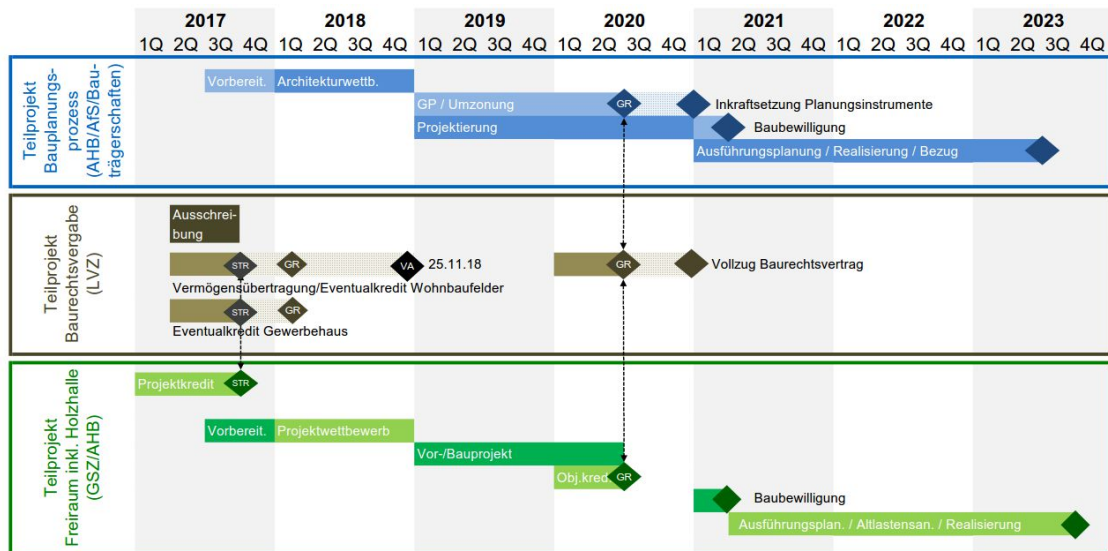 2017 2018 2019 2020 2021 2022 2023
1Q 2Q 3Q 4Q 1Q 2Q 3Q 4Q 1Q 2Q 3Q 4Q 1Q 2Q 3Q 4Q 1Q 2Q 3Q 4Q 1Q 2Q 3Q 4Q 1Q 2Q 3Q 4Q
Teilprojekt
Bauplanungs-
prozess
(AHB/AfS/Bau-
trägerschaften)
Vorbereit. Architekturwettb.
GP / Umzonung GR Inkraftsetzung Planungsinstrumente
Projektierung Baubewilligung
Ausführungsplanung / Realisierung / Bezug
Teilprojekt
Baurechtsvergabe
(LVZ)
Ausschrei-
bung
STR GR VA 25.11.18 GR Vollzug Baurechtsvertrag
Vermögensübertragung/Eventualkredit Wohnbaufelder
STR GR
Eventualkredit Gewerbehaus
Teilprojekt
Freiraum inkl. Holzhalle
(GSZ/AHB)
Projektkredit STR
Vorbereit. Projektwettbewerb
Vor-/Bauprojekt
Obj.kred. GR
Baubewilligung
Ausführungsplan. / Altlastensan. / Realisierung